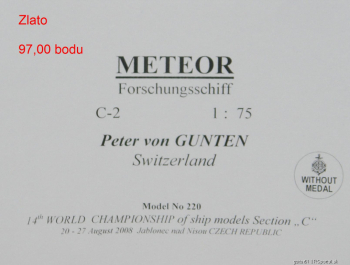 Zlato
97,00 bodu
METEOR
Forschungsschiff
C-2 1 : 75
Peter von GUNTEN
Switzerland
WITHOUT
MEDAL
Model No 220
14th WORLD CHAMPIONSHIP of ship models Section „C"
20 - 27 August 2008 Jablonec nad Nisou CZECH REPUBLIC